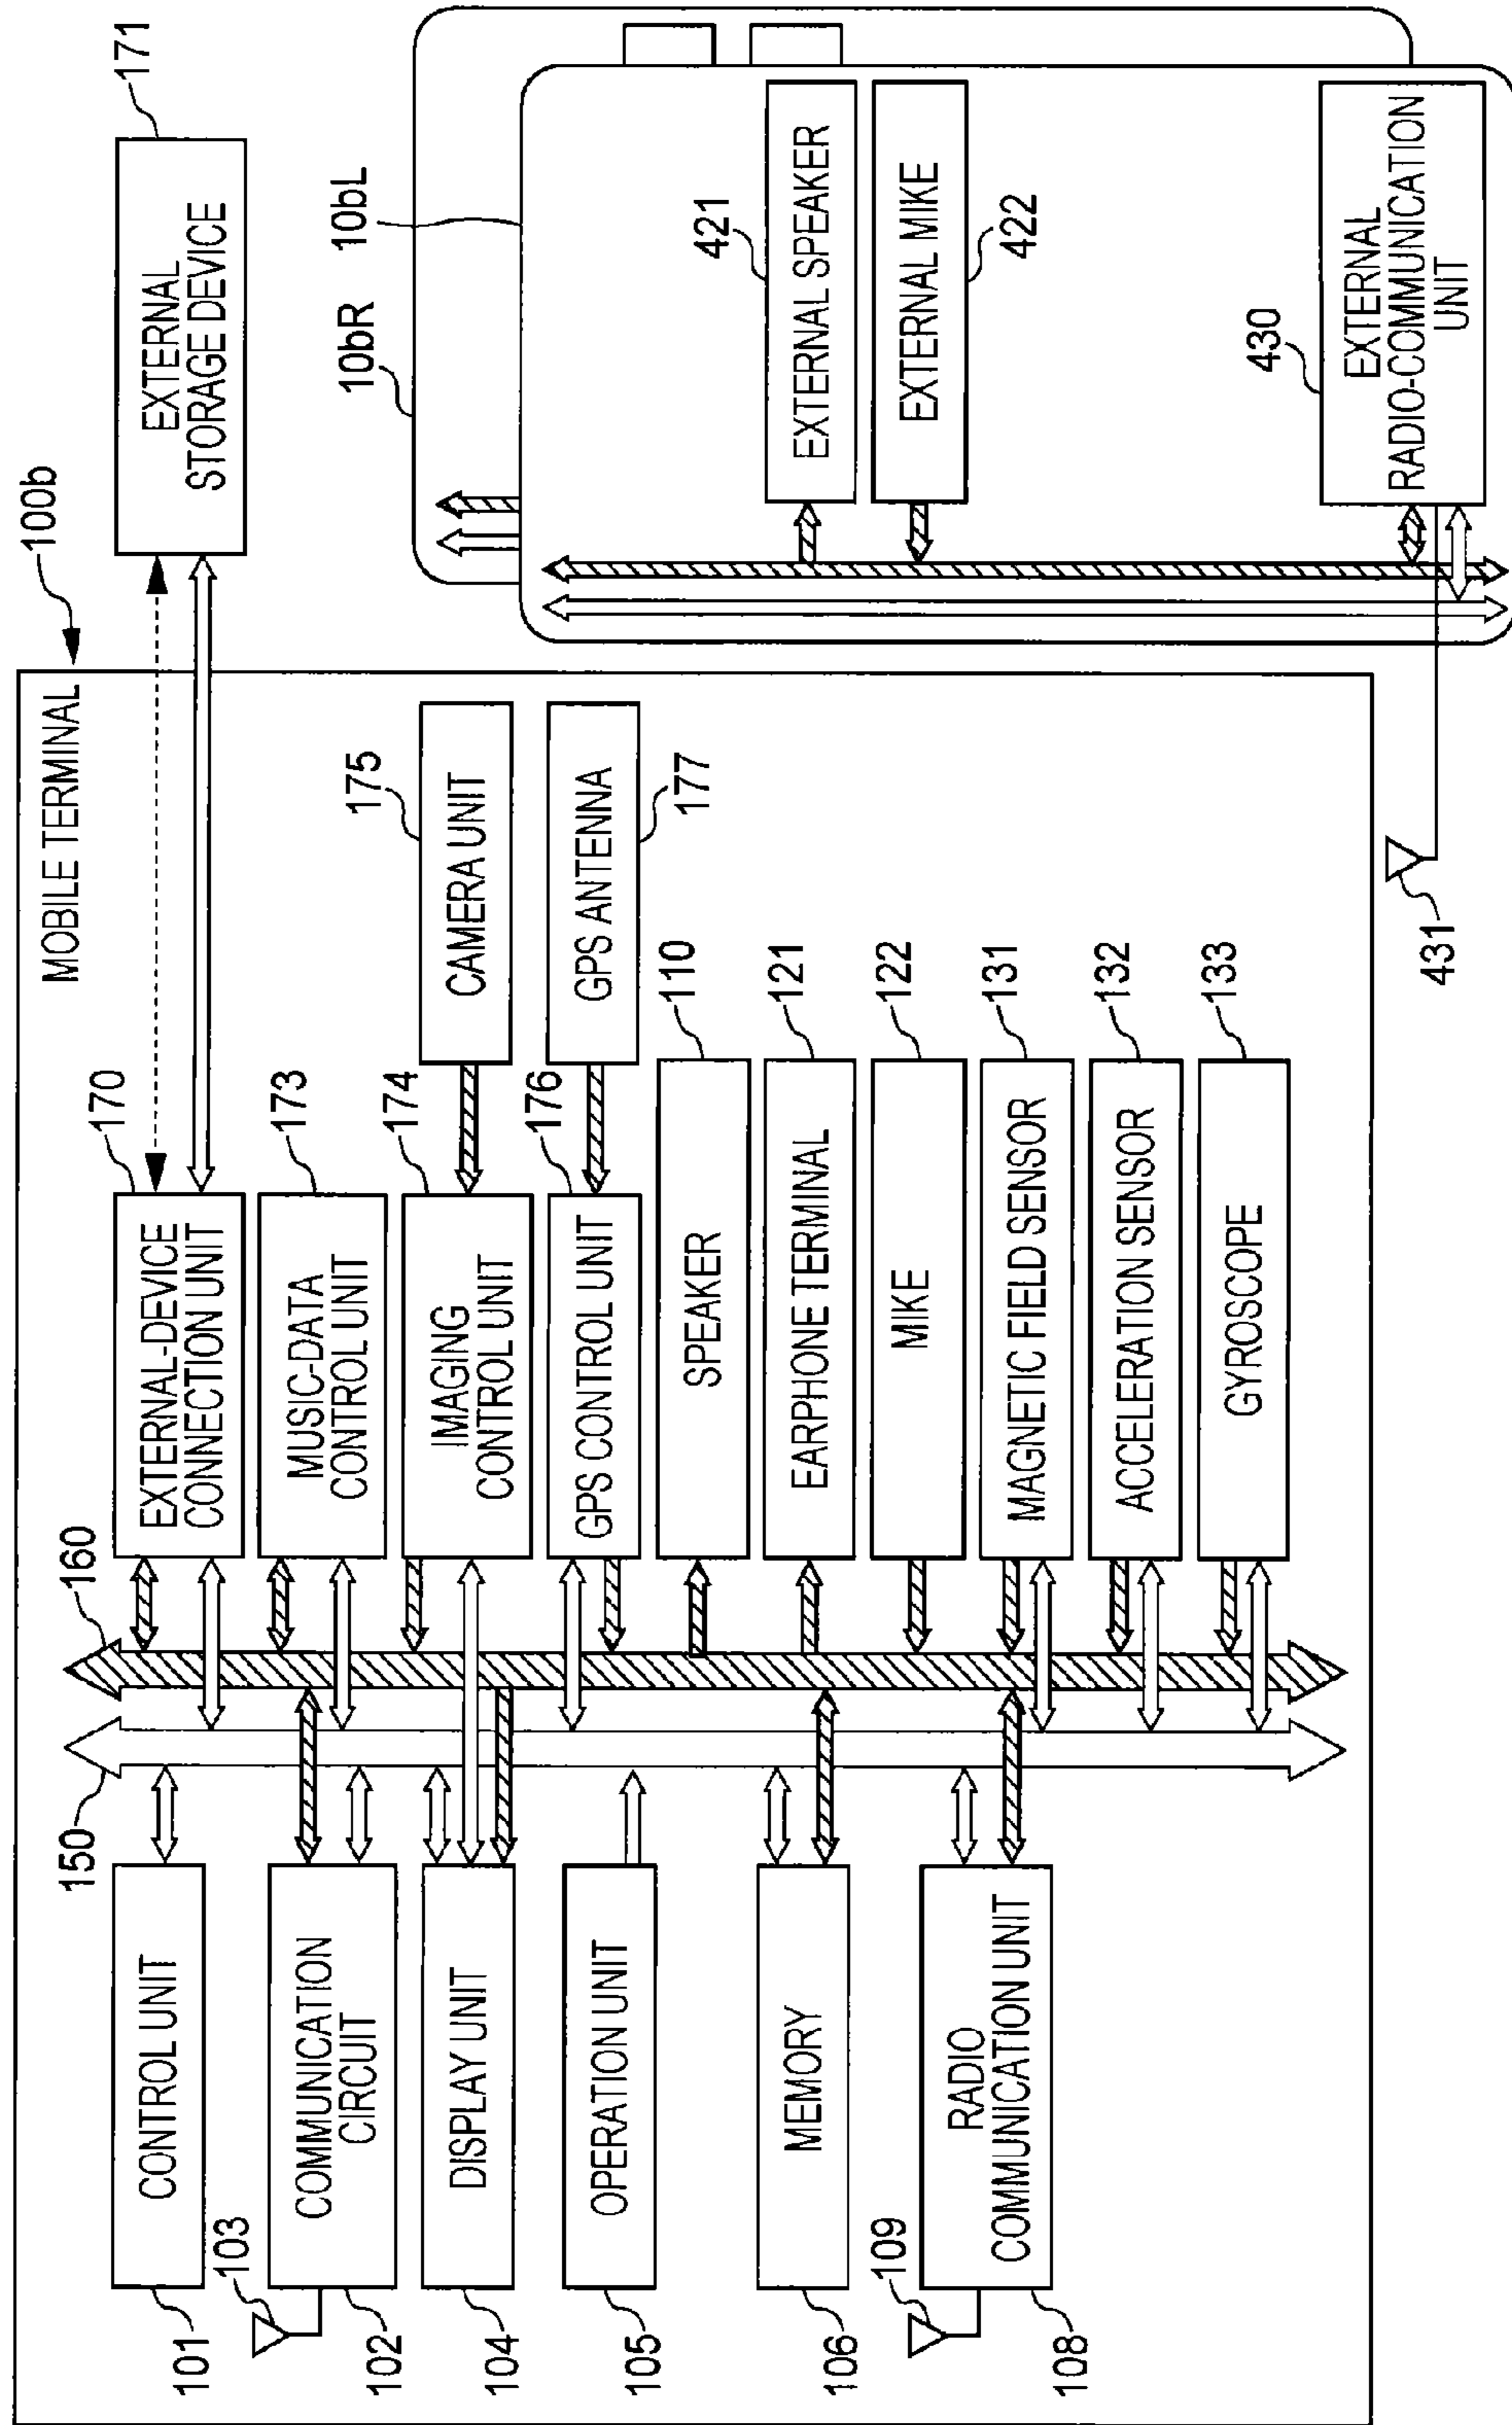 MOBILE TERMINAL
100b
101
CONTROL UNIT
150
160
103
102
COMMUNICATION
CIRCUIT
104
DISPLAY UNIT
105
OPERATION UNIT
106
MEMORY
109
108
RADIO
COMMUNICATION UNIT
170
EXTERNAL-DEVICE
CONNECTION UNIT
173
MUSIC-DATA
CONTROL UNIT
174
IMAGING
CONTROL UNIT
175
CAMERA UNIT
176
GPS CONTROL UNIT
GPS ANTENNA
177
SPEAKER
110
EARPHONE TERMINAL
121
MIKE
122
MAGNETIC FIELD SENSOR
131
ACCELERATION SENSOR
132
GYROSCOPE
133
171
EXTERNAL
STORAGE DEVICE
10bR
10bL
421
EXTERNAL SPEAKER
EXTERNAL MIKE
422
430
EXTERNAL
RADIO-COMMUNICATION
UNIT
431